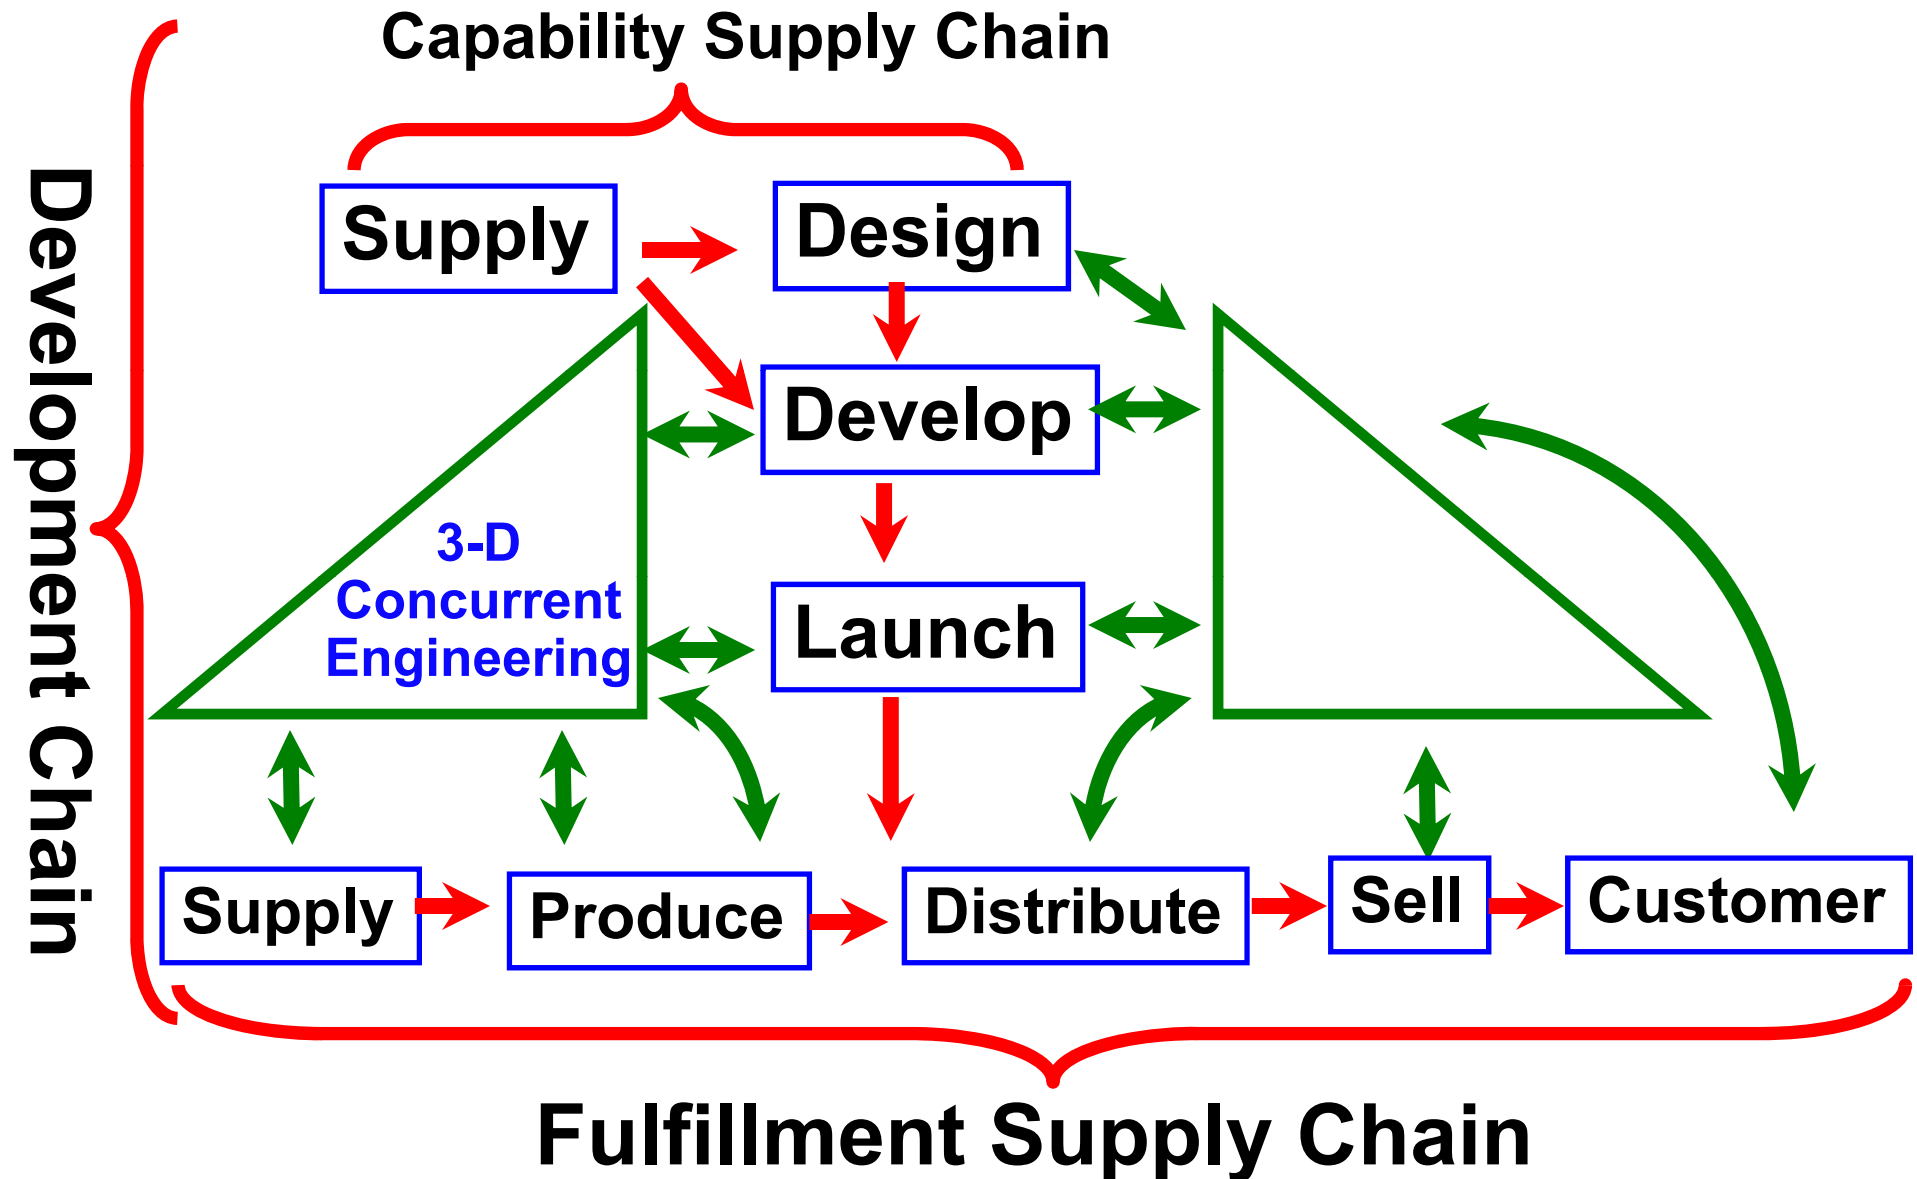 Capability Supply Chain
Development Chain
Supply
Design
Develop
3-D
Concurrent
Engineering
Launch
Supply
Produce
Distribute
Sell
Customer
Fulfillment Supply Chain